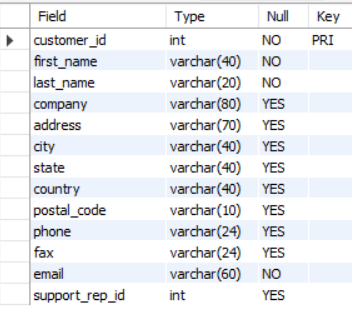 Field Type Null Key
customer_id int NO PRI
first_name varchar(40) NO
last_name varchar(20) NO
company varchar(80) YES
address varchar(70) YES
city varchar(40) YES
state varchar(40) YES
country varchar(40) YES
postal_code varchar(10) YES
phone varchar(24) YES
fax varchar(24) YES
email varchar(60) NO
support_rep_id int YES